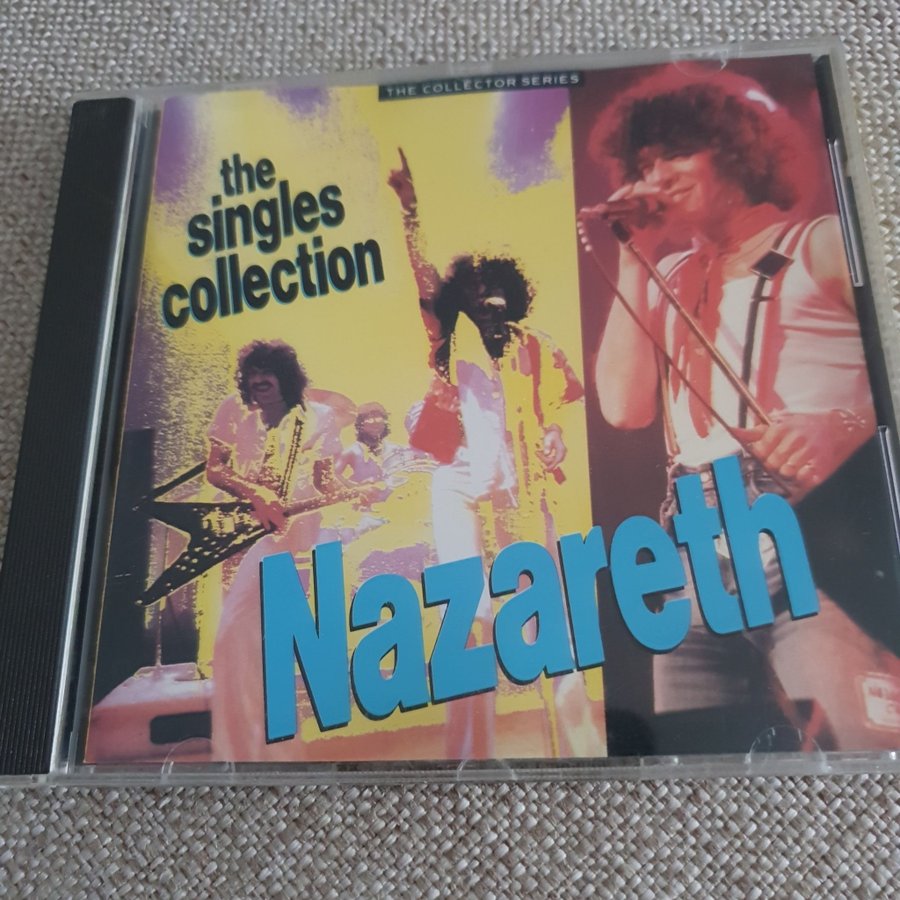 THE COLLECTOR SERIES
the
singles
collection
Nazareth